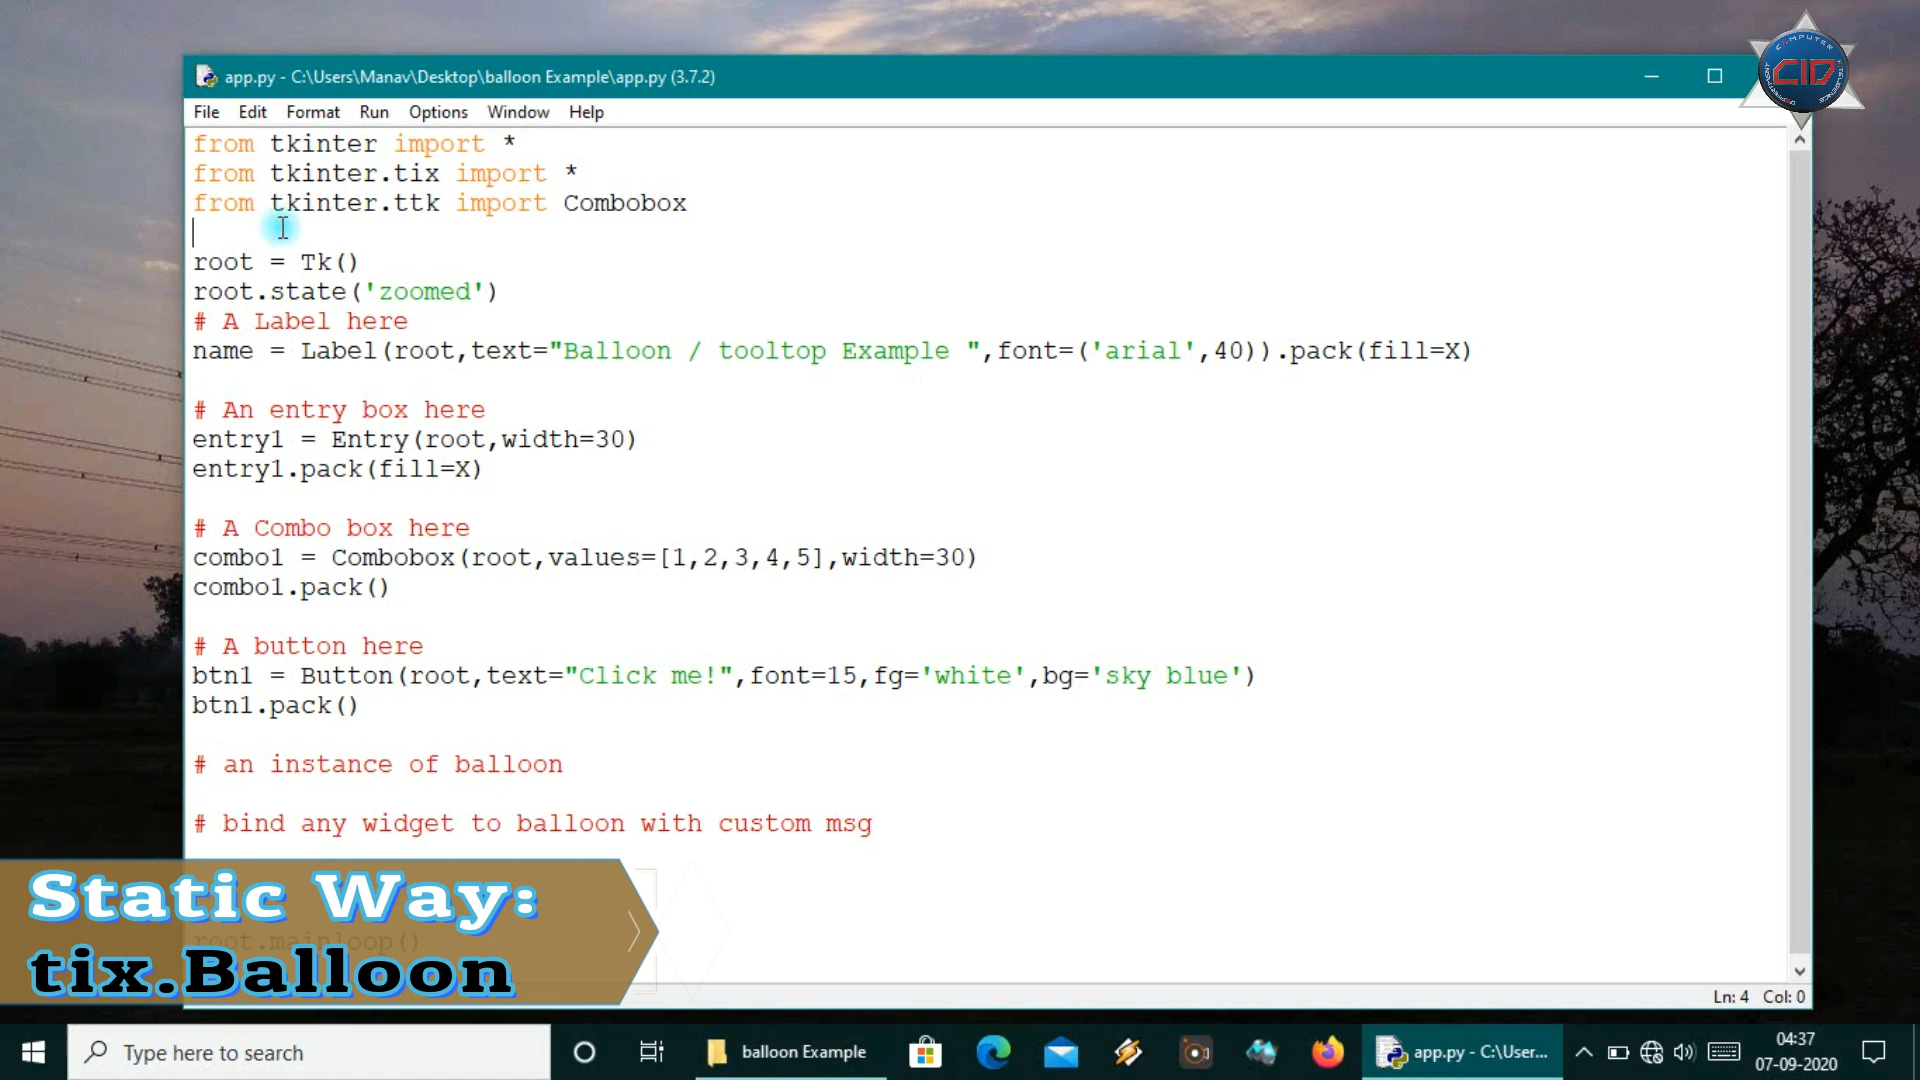 app.py - C:\Users\Manav\Desktop\balloon Example\app.py (3.7.2)
File Edit Format Run Options Window Help
from tkinter import *
from tkinter.tix import *
from tkinter.ttk import Combobox
root = Tk()
root.state('zoomed')
# A Label here
name = Label(root,text="Balloon / tooltop Example ",font=('arial',40)).pack(fill=X)
# An entry box here
entry1 = Entry(root,width=30)
entry1.pack(fill=X)
# A Combo box here
combo1 = Combobox(root,values=[1,2,3,4,5],width=30)
combo1.pack()
# A button here
btn1 = Button(root,text="Click me!",font=15,fg='white',bg='sky blue')
btn1.pack()
# an instance of balloon
# bind any widget to balloon with custom msg
root.mainloop()
Static Way:
tix.Balloon
Ln: 4 Col: 0
Type here to search
balloon Example
app.py - C:\User...
04:37
07-09-2020
COMPUTER
CID